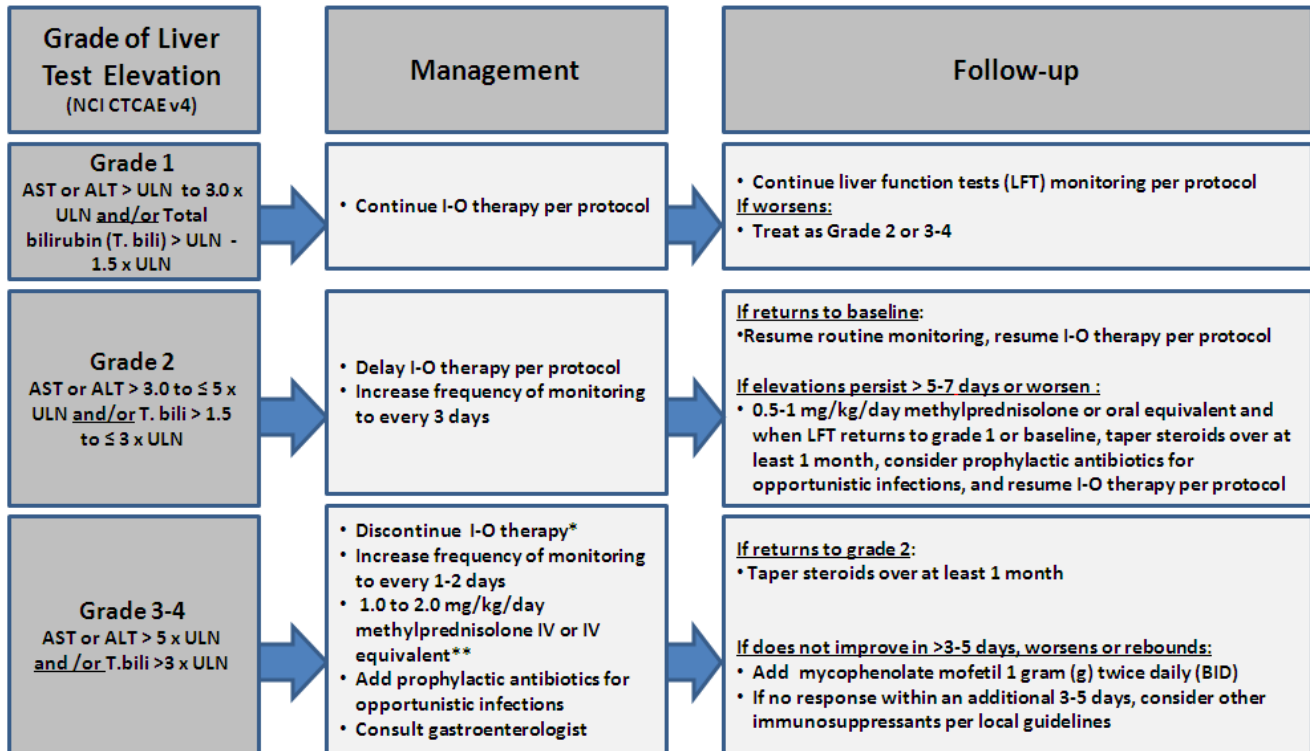 Grade of Liver
Test Elevation
(NCI CTCAE v4)
Management
Follow-up
Grade 1
AST or ALT > ULN to 3.0 x
ULN and/or Total
bilirubin (T. bili) > ULN -
1.5 x ULN
• Continue I-O therapy per protocol
• Continue liver function tests (LFT) monitoring per protocol
If worsens:
• Treat as Grade 2 or 3-4
Grade 2
AST or ALT > 3.0 to ≤ 5 x
ULN and/or T. bili > 1.5
to ≤ 3 x ULN
• Delay I-O therapy per protocol
• Increase frequency of monitoring
to every 3 days
If returns to baseline:
•Resume routine monitoring, resume I-O therapy per protocol
If elevations persist > 5-7 days or worsen :
• 0.5-1 mg/kg/day methylprednisolone or oral equivalent and
when LFT returns to grade 1 or baseline, taper steroids over at
least 1 month, consider prophylactic antibiotics for
opportunistic infections, and resume I-O therapy per protocol
Grade 3-4
AST or ALT > 5 x ULN
and /or T.bili >3 x ULN
• Discontinue I-O therapy*
• Increase frequency of monitoring
to every 1-2 days
• 1.0 to 2.0 mg/kg/day
methylprednisolone IV or IV
equivalent**
• Add prophylactic antibiotics for
opportunistic infections
• Consult gastroenterologist
If returns to grade 2:
• Taper steroids over at least 1 month
If does not improve in >3-5 days, worsens or rebounds:
• Add mycophenolate mofetil 1 gram (g) twice daily (BID)
• If no response within an additional 3-5 days, consider other
immunosuppressants per local guidelines